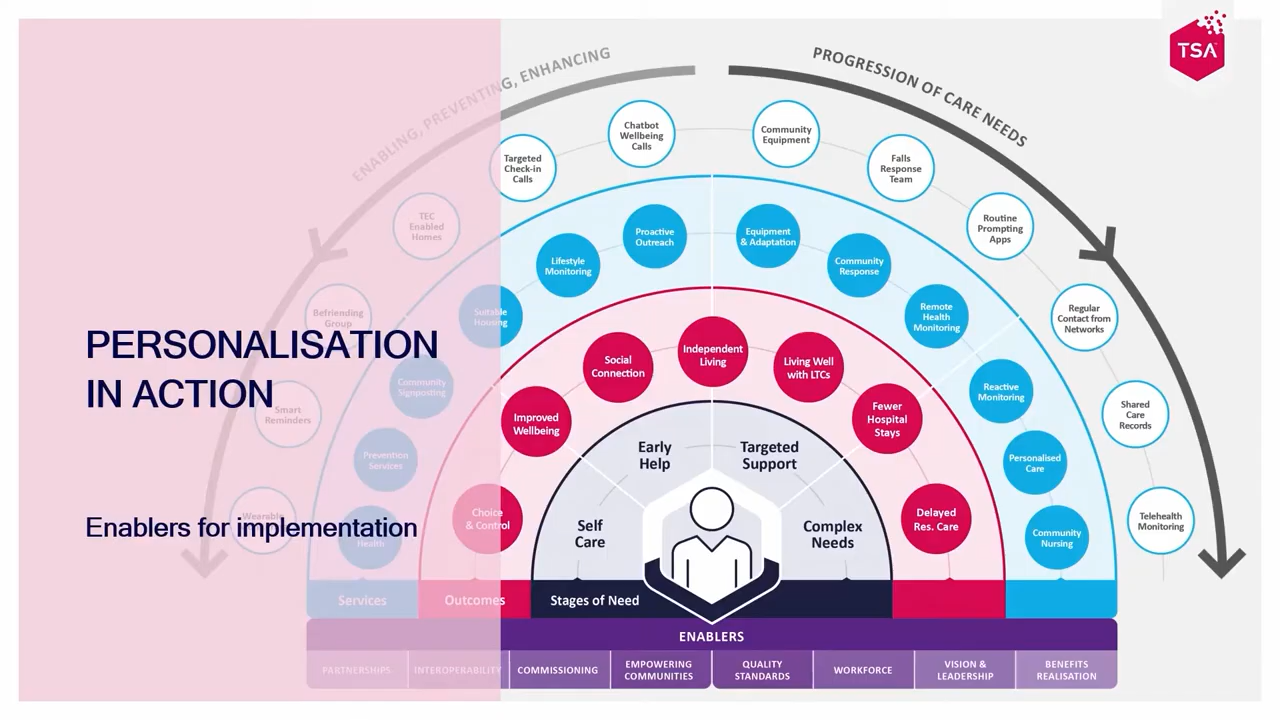 TSA
ENABLING, PREVENTING, ENHANCING
PROGRESSION OF CARE NEEDS
PERSONALISATION
IN ACTION
Enablers for implementation
Wearable
Smart
Reminders
Befriending
Group
TEC
Enabled
Homes
Targeted
Check-in
Calls
Chatbot
Wellbeing
Calls
Community
Equipment
Falls
Response
Team
Routine
Prompting
Apps
Regular
Contact from
Networks
Shared
Care
Records
Telehealth
Monitoring
Health
Prevention
Services
Community
Signposting
Suitable
Housing
Lifestyle
Monitoring
Proactive
Outreach
Equipment
& Adaptation
Community
Response
Remote
Health
Monitoring
Reactive
Monitoring
Personalised
Care
Community
Nursing
Choice
& Control
Improved
Wellbeing
Social
Connection
Independent
Living
Living Well
with LTCs
Fewer
Hospital
Stays
Delayed
Res. Care
Self
Care
Early
Help
Targeted
Support
Complex
Needs
Services
Outcomes
Stages of Need
ENABLERS
PARTNERSHIPS
INTEROPERABILITY
COMMISSIONING
EMPOWERING
COMMUNITIES
QUALITY
STANDARDS
WORKFORCE
VISION &
LEADERSHIP
BENEFITS
REALISATION